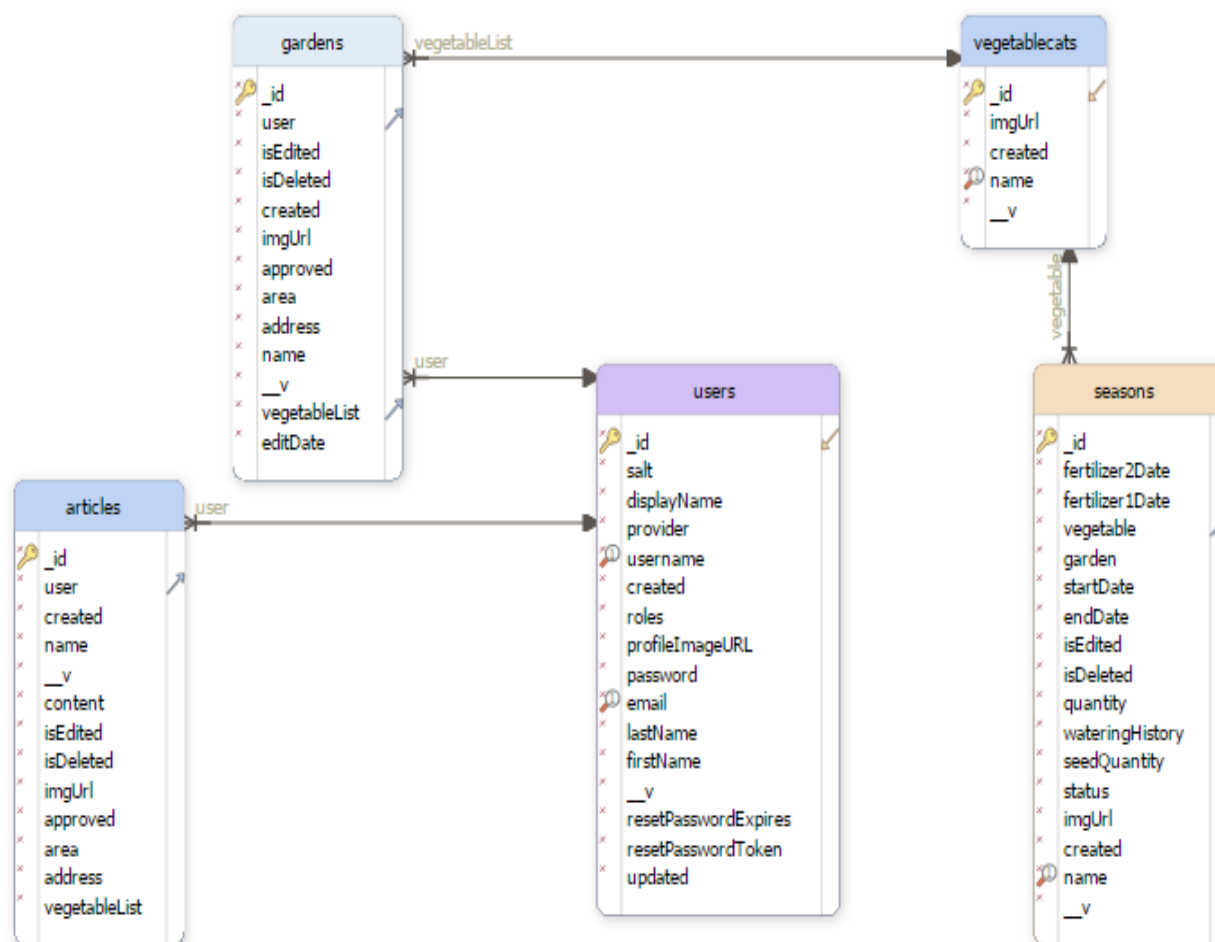 gardens
_id
user
isEdited
isDeleted
created
imgUrl
approved
area
address
name
__v
vegetableList
editDate
vegetableList
vegetablecats
_id
imgUrl
created
name
__v
vegetable
user
users
_id
salt
displayName
provider
username
created
roles
profileImageURL
password
email
lastName
firstName
__v
resetPasswordExpires
resetPasswordToken
updated
seasons
_id
fertilizer2Date
fertilizer1Date
vegetable
garden
startDate
endDate
isEdited
isDeleted
quantity
wateringHistory
seedQuantity
status
imgUrl
created
name
__v
articles
_id
user
created
name
__v
content
isEdited
isDeleted
imgUrl
approved
area
address
vegetableList
user